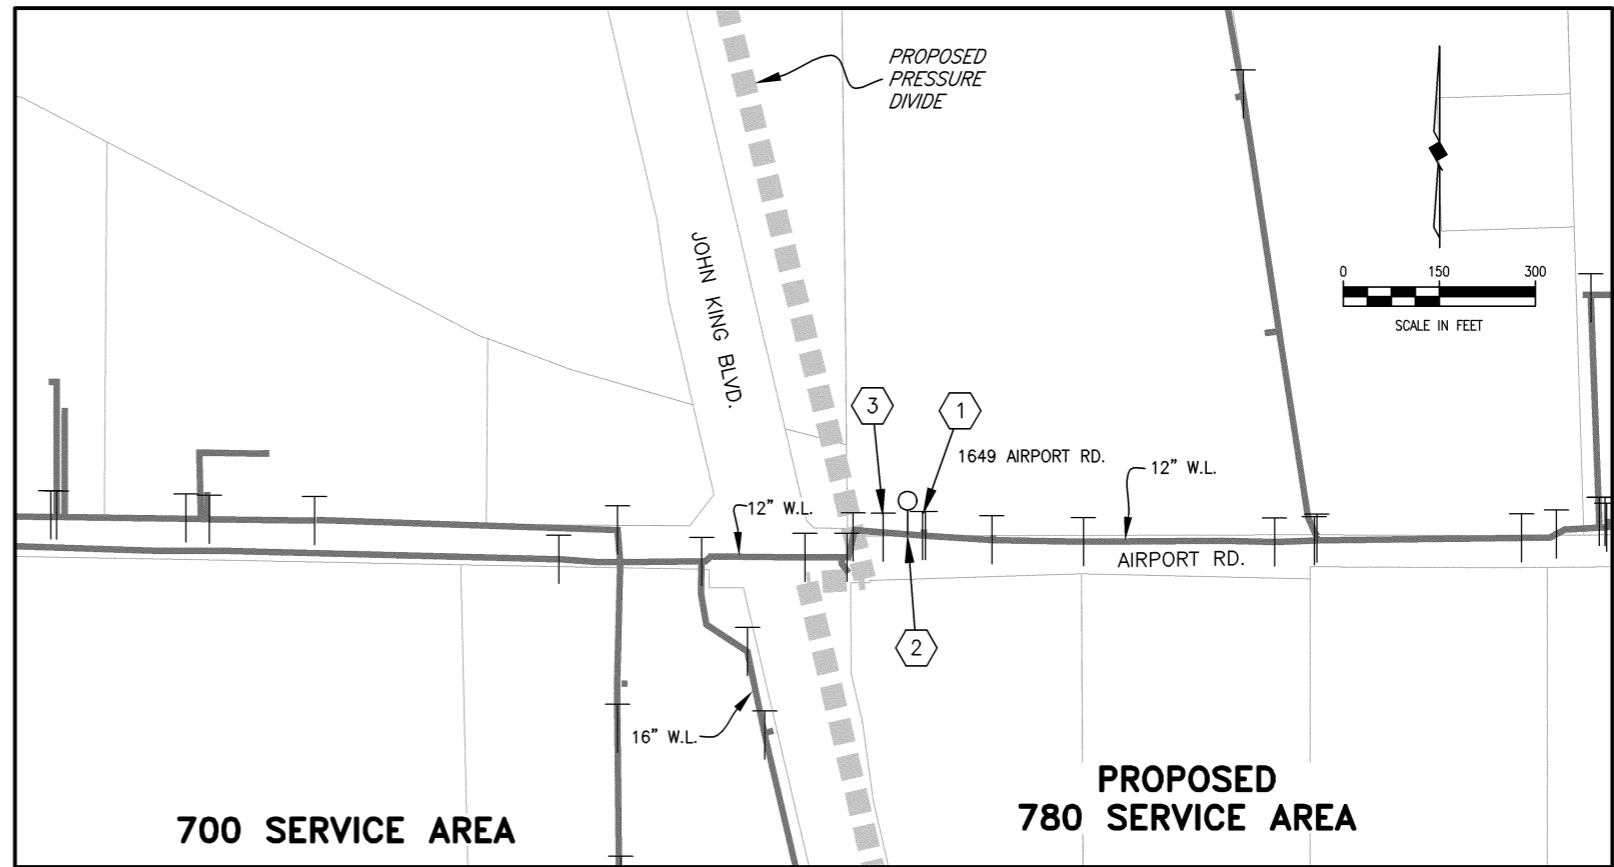 PROPOSED
PRESSURE
DIVIDE
0 150 300
SCALE IN FEET
JOHN KING BLVD.
3
1
1649 AIRPORT RD.
12" W.L.
12" W.L.
AIRPORT RD.
2
16" W.L.
700 SERVICE AREA
PROPOSED
780 SERVICE AREA